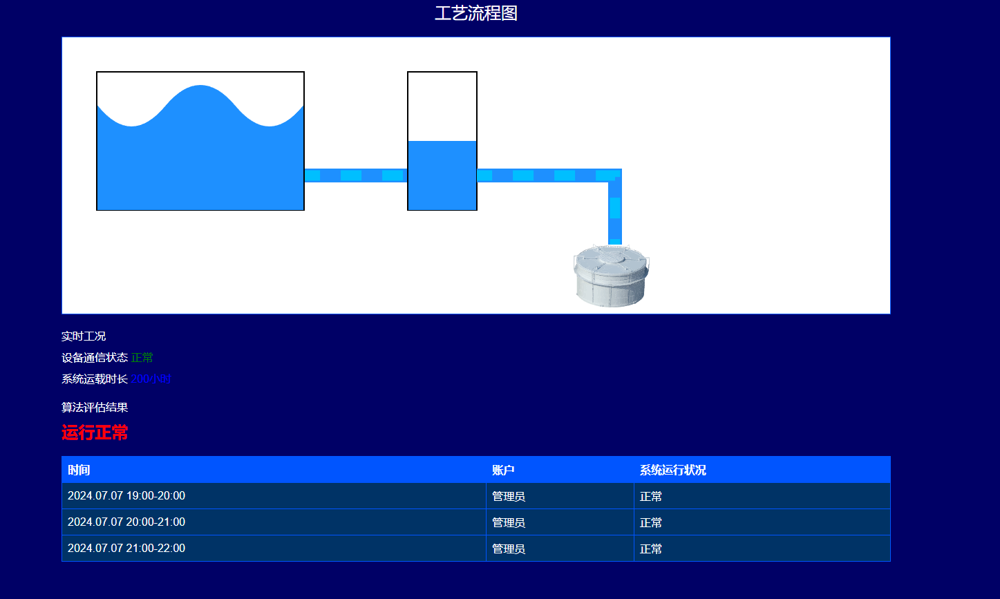 工艺流程图
实时工况
设备通信状态 正常
系统运载时长 200小时
算法评估结果
运行正常
时间 账户 系统运行状况
2024.07.07 19:00-20:00 管理员 正常
2024.07.07 20:00-21:00 管理员 正常
2024.07.07 21:00-22:00 管理员 正常